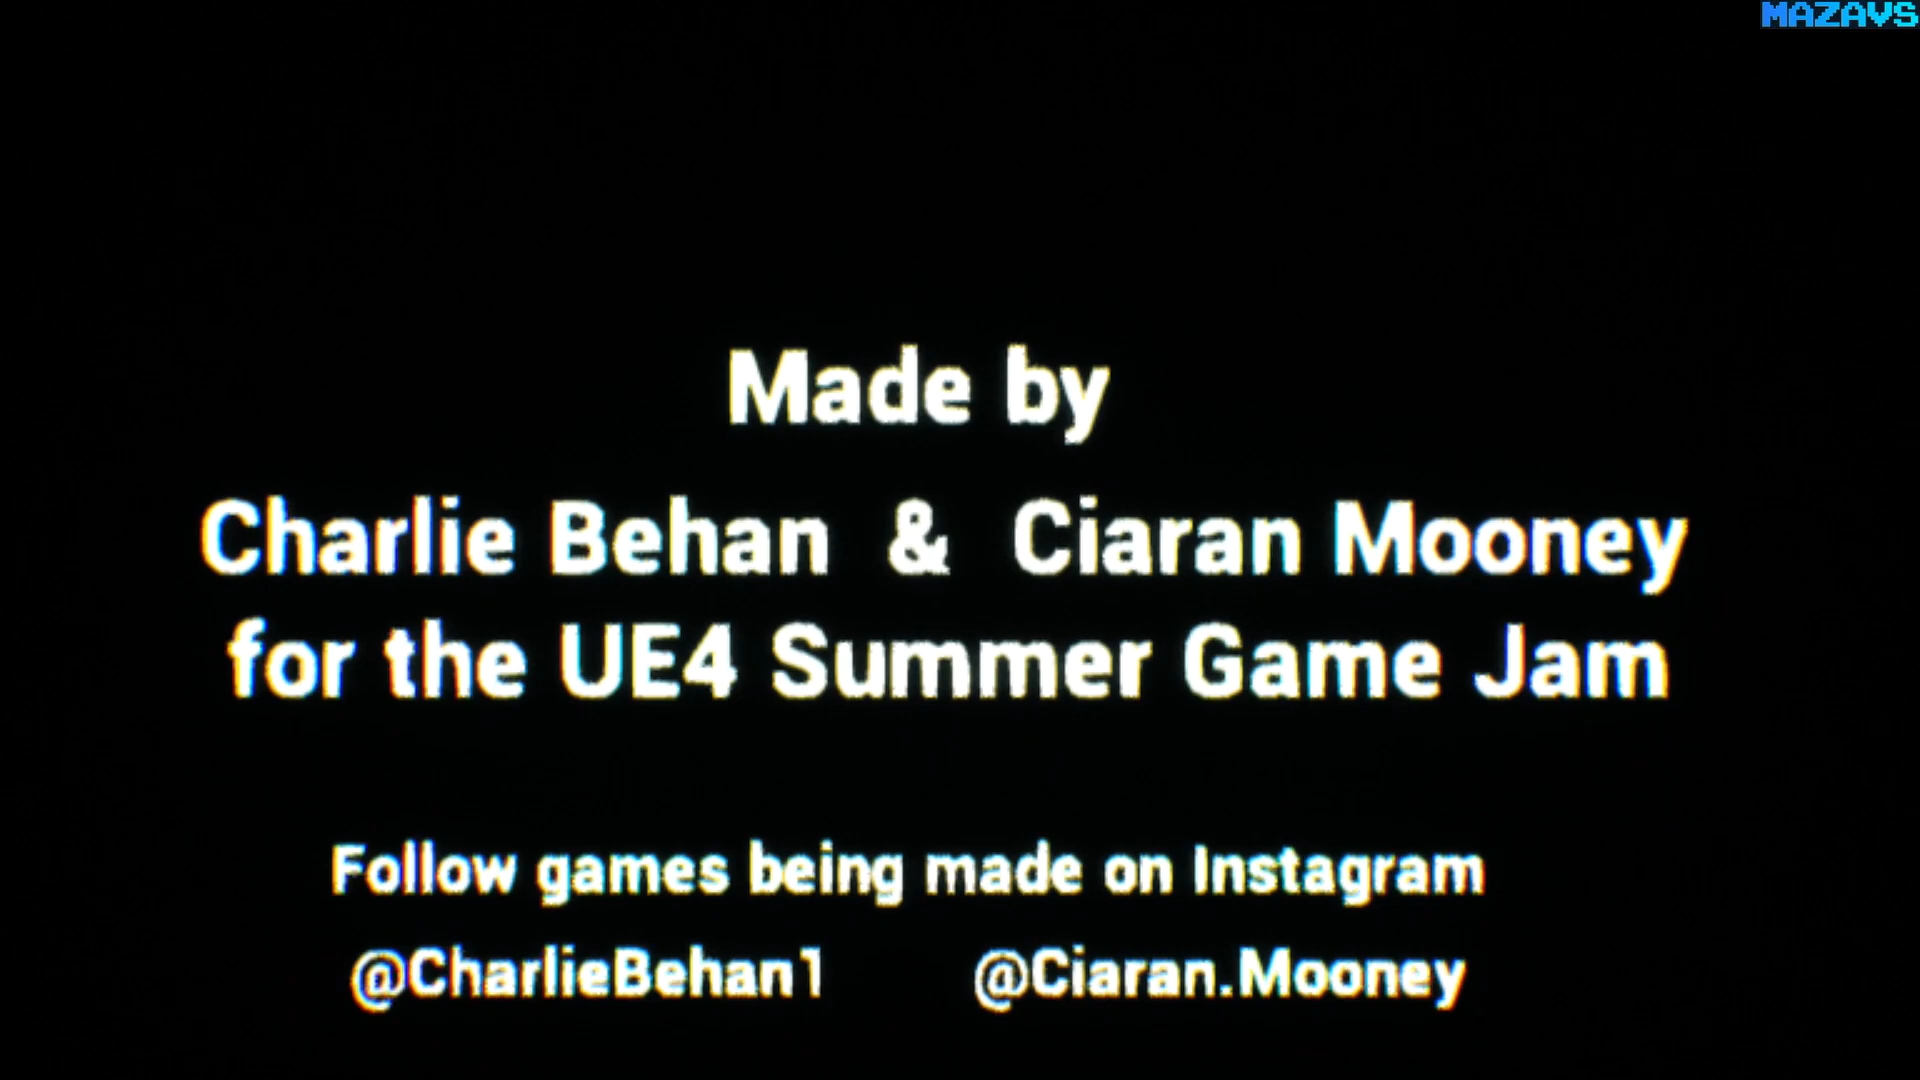 MAZAVS
Made by
Charlie Behan & Ciaran Mooney
for the UE4 Summer Game Jam
Follow games being made on Instagram
@CharlieBehan1 @Ciaran.Mooney